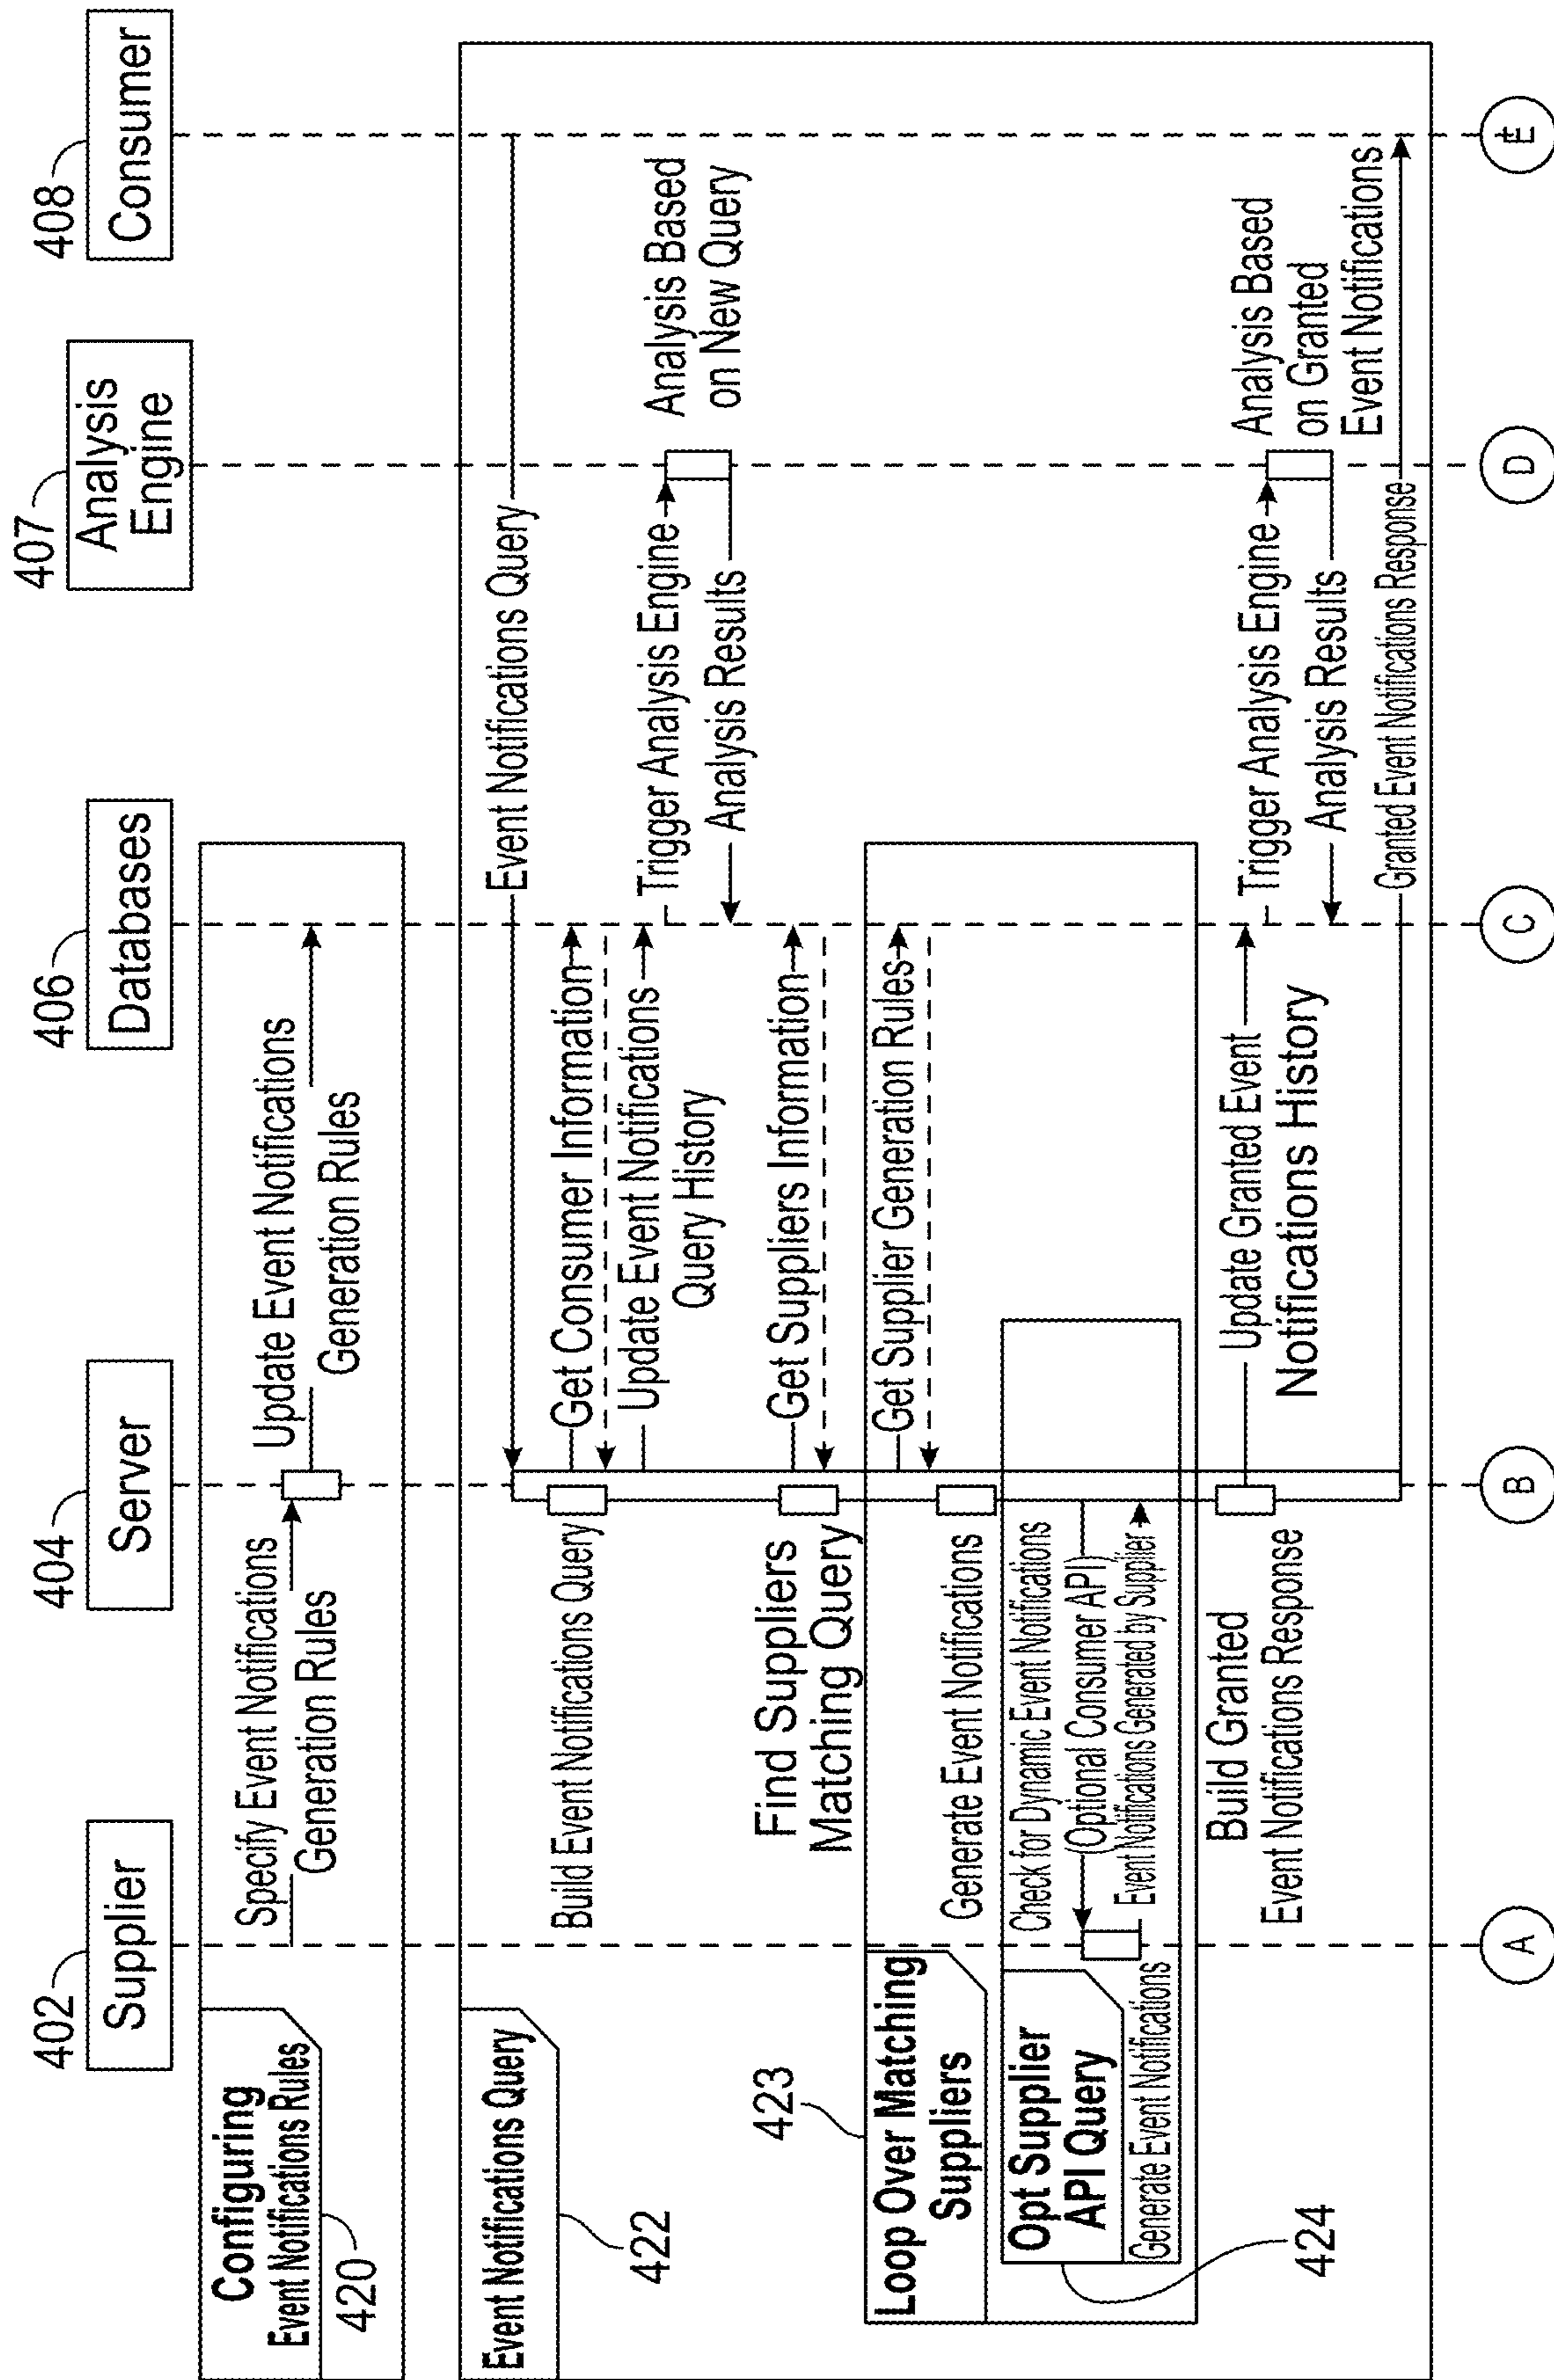 402
Supplier
404
Server
406
Databases
407
Analysis
Engine
408
Consumer
Configuring
Event Notifications Rules
420
Specify Event Notifications
Generation Rules
Update Event Notifications
Generation Rules
Event Notifications Query
422
Event Notifications Query
Build Event Notifications Query
Get Consumer Information
Update Event Notifications
Query History
Trigger Analysis Engine
Analysis Results
Analysis Based
on New Query
Find Suppliers
Matching Query
Get Suppliers Information
423
Loop Over Matching
Suppliers
Get Supplier Generation Rules
Generate Event Notifications
Opt Supplier
API Query
424
Check for Dynamic Event Notifications
(Optional Consumer API)
Event Notifications Generated by Supplier
Generate Event Notifications
Build Granted
Event Notifications Response
Update Granted Event
Notifications History
Trigger Analysis Engine
Analysis Results
Analysis Based
on Granted
Event Notifications
Granted Event Notifications Response
A
B
C
D
E